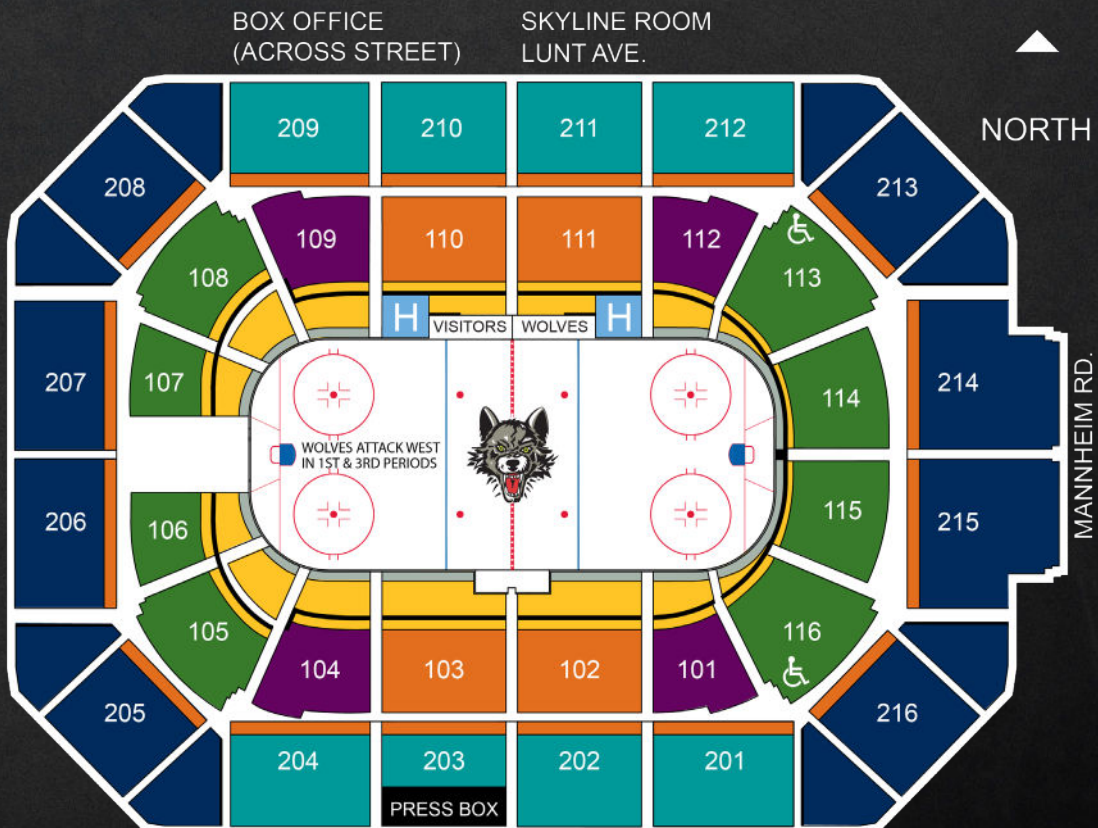 BOX OFFICE
(ACROSS STREET)
SKYLINE ROOM
LUNT AVE.
NORTH
209
210
211
212
208
213
109
110
111
112
108
113
H
VISITORS
WOLVES
H
207
107
114
214
WOLVES ATTACK WEST
IN 1ST & 3RD PERIODS
MANNHEIM RD.
206
106
115
215
105
116
104
103
102
101
205
216
204
203
202
201
PRESS BOX